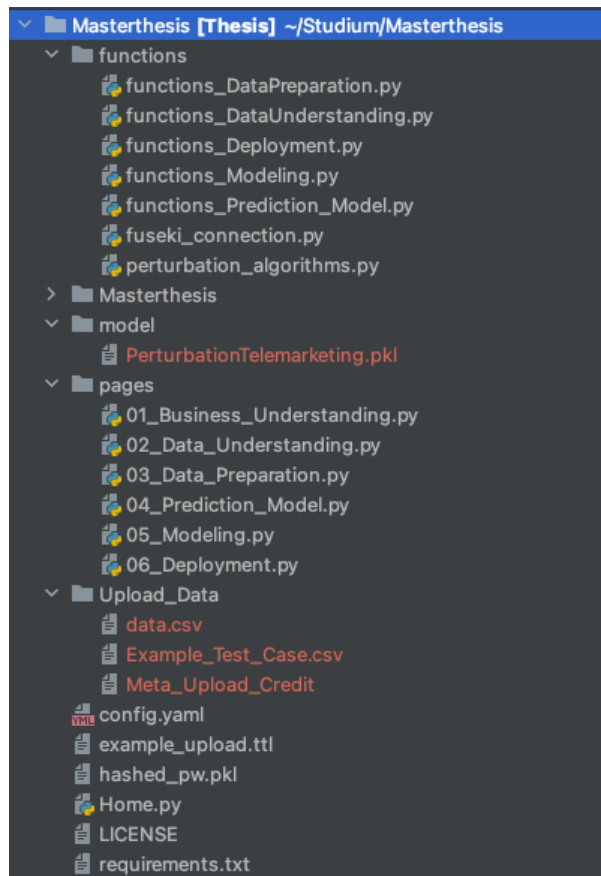 Masterthesis [Thesis] ~/Studium/Masterthesis
functions
functions_DataPreparation.py
functions_DataUnderstanding.py
functions_Deployment.py
functions_Modeling.py
functions_Prediction_Model.py
fuseki_connection.py
perturbation_algorithms.py
Masterthesis
model
PerturbationTelemarketing.pkl
pages
01_Business_Understanding.py
02_Data_Understanding.py
03_Data_Preparation.py
04_Prediction_Model.py
05_Modeling.py
06_Deployment.py
Upload_Data
data.csv
Example_Test_Case.csv
Meta_Upload_Credit
YML config.yaml
example_upload.ttl
hashed_pw.pkl
Home.py
LICENSE
requirements.txt